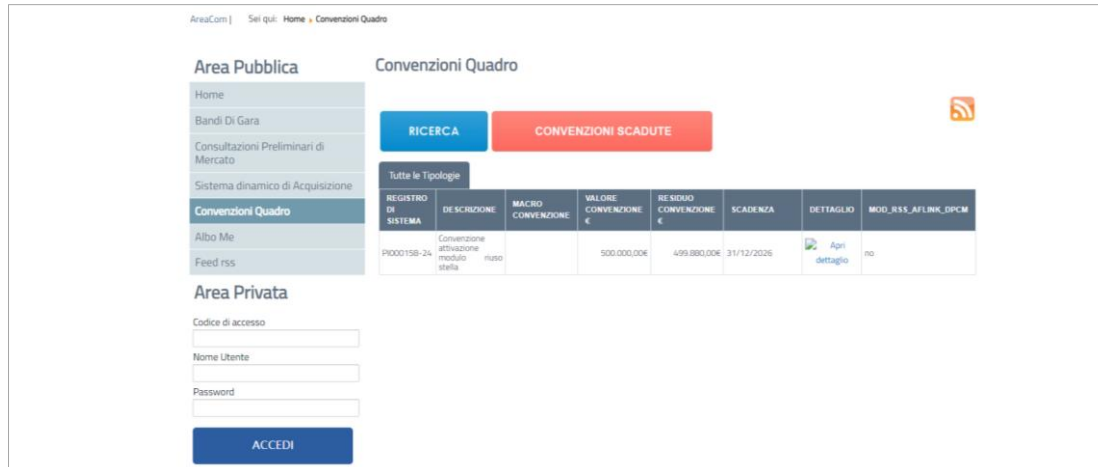 AreaCom | Sei qui: Home Convenzioni Quadro
Area Pubblica
Home
Bandi Di Gara
Consultazioni Preliminari di
Mercato
Sistema dinamico di Acquisizione
Convenzioni Quadro
Albo Me
Feed rss
Area Privata
Codice di accesso
Nome Utente
Password
ACCEDI
Convenzioni Quadro
RICERCA CONVENZIONI SCADUTE
Tutte le Tipologie
REGISTRO DI SISTEMA DESCRIZIONE MACRO CONVENZIONE VALORE CONVENZIONE € RESIDUO CONVENZIONE € SCADENZA DETTAGLIO MOD_RSS_AFLINK_DPCM
PI000158-24 Convenzione attivazione modulo riuso stella 500.000,00€ 499.880,00€ 31/12/2026 Apri dettaglio no